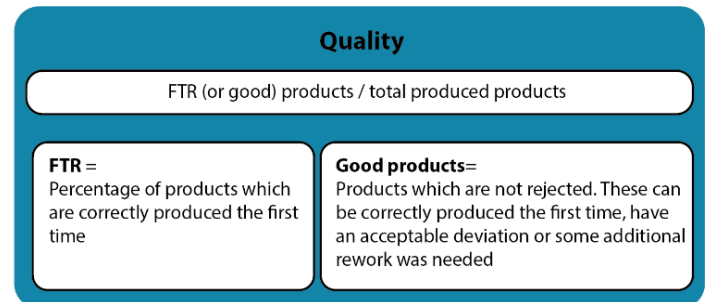 Quality
FTR (or good) products / total produced products
FTR =
Percentage of products which
are correctly produced the first
time
Good products=
Products which are not rejected. These can
be correctly produced the first time, have
an acceptable deviation or some additional
rework was needed